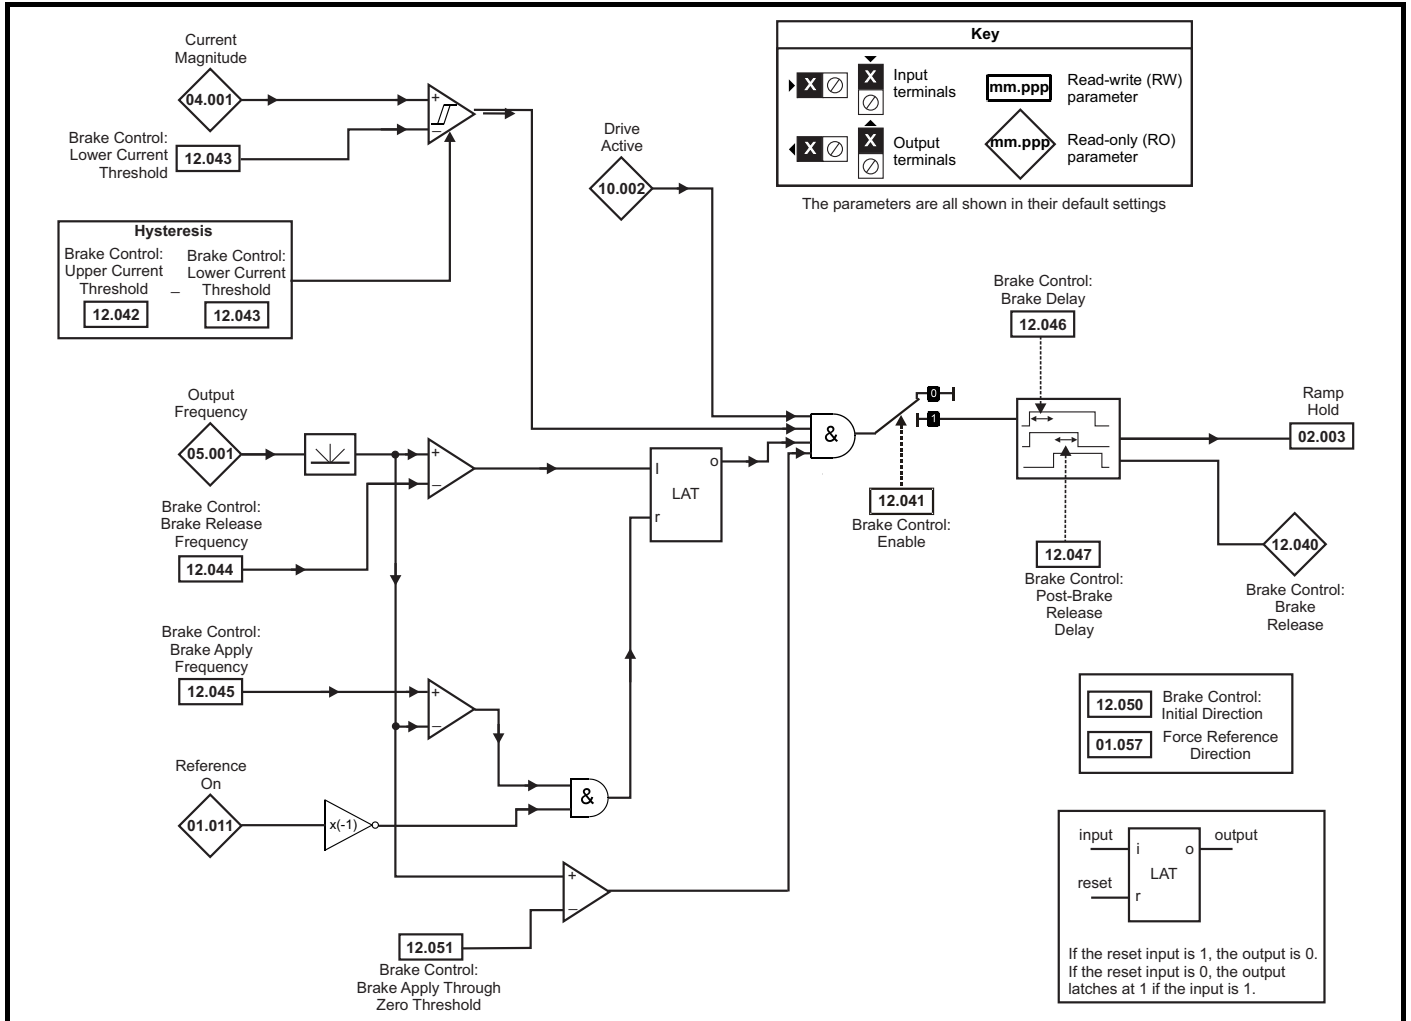 Current
Magnitude
04.001
+
−
Brake Control:
Lower Current
Threshold
12.043
Hysteresis
Brake Control:
Upper Current
Threshold
12.042
−
Brake Control:
Lower Current
Threshold
12.043
Drive
Active
10.002
Key
X
X
Input
terminals
mm.ppp
Read-write (RW)
parameter
X
X
Output
terminals
mm.ppp
Read-only (RO)
parameter
The parameters are all shown in their default settings
Output
Frequency
05.001
+
−
Brake Control:
Brake Release
Frequency
12.044
I
o
LAT
r
&
0
1
12.041
Brake Control:
Enable
Brake Control:
Brake Delay
12.046
12.047
Brake Control:
Post-Brake
Release
Delay
Ramp
Hold
02.003
12.040
Brake Control:
Brake
Release
Brake Control:
Brake Apply
Frequency
12.045
+
−
Reference
On
01.011
x(-1)
&
+
−
12.051
Brake Control:
Brake Apply Through
Zero Threshold
12.050
Brake Control:
Initial Direction
01.057
Force Reference
Direction
input
i
o
output
LAT
reset
r
If the reset input is 1, the output is 0.
If the reset input is 0, the output
latches at 1 if the input is 1.